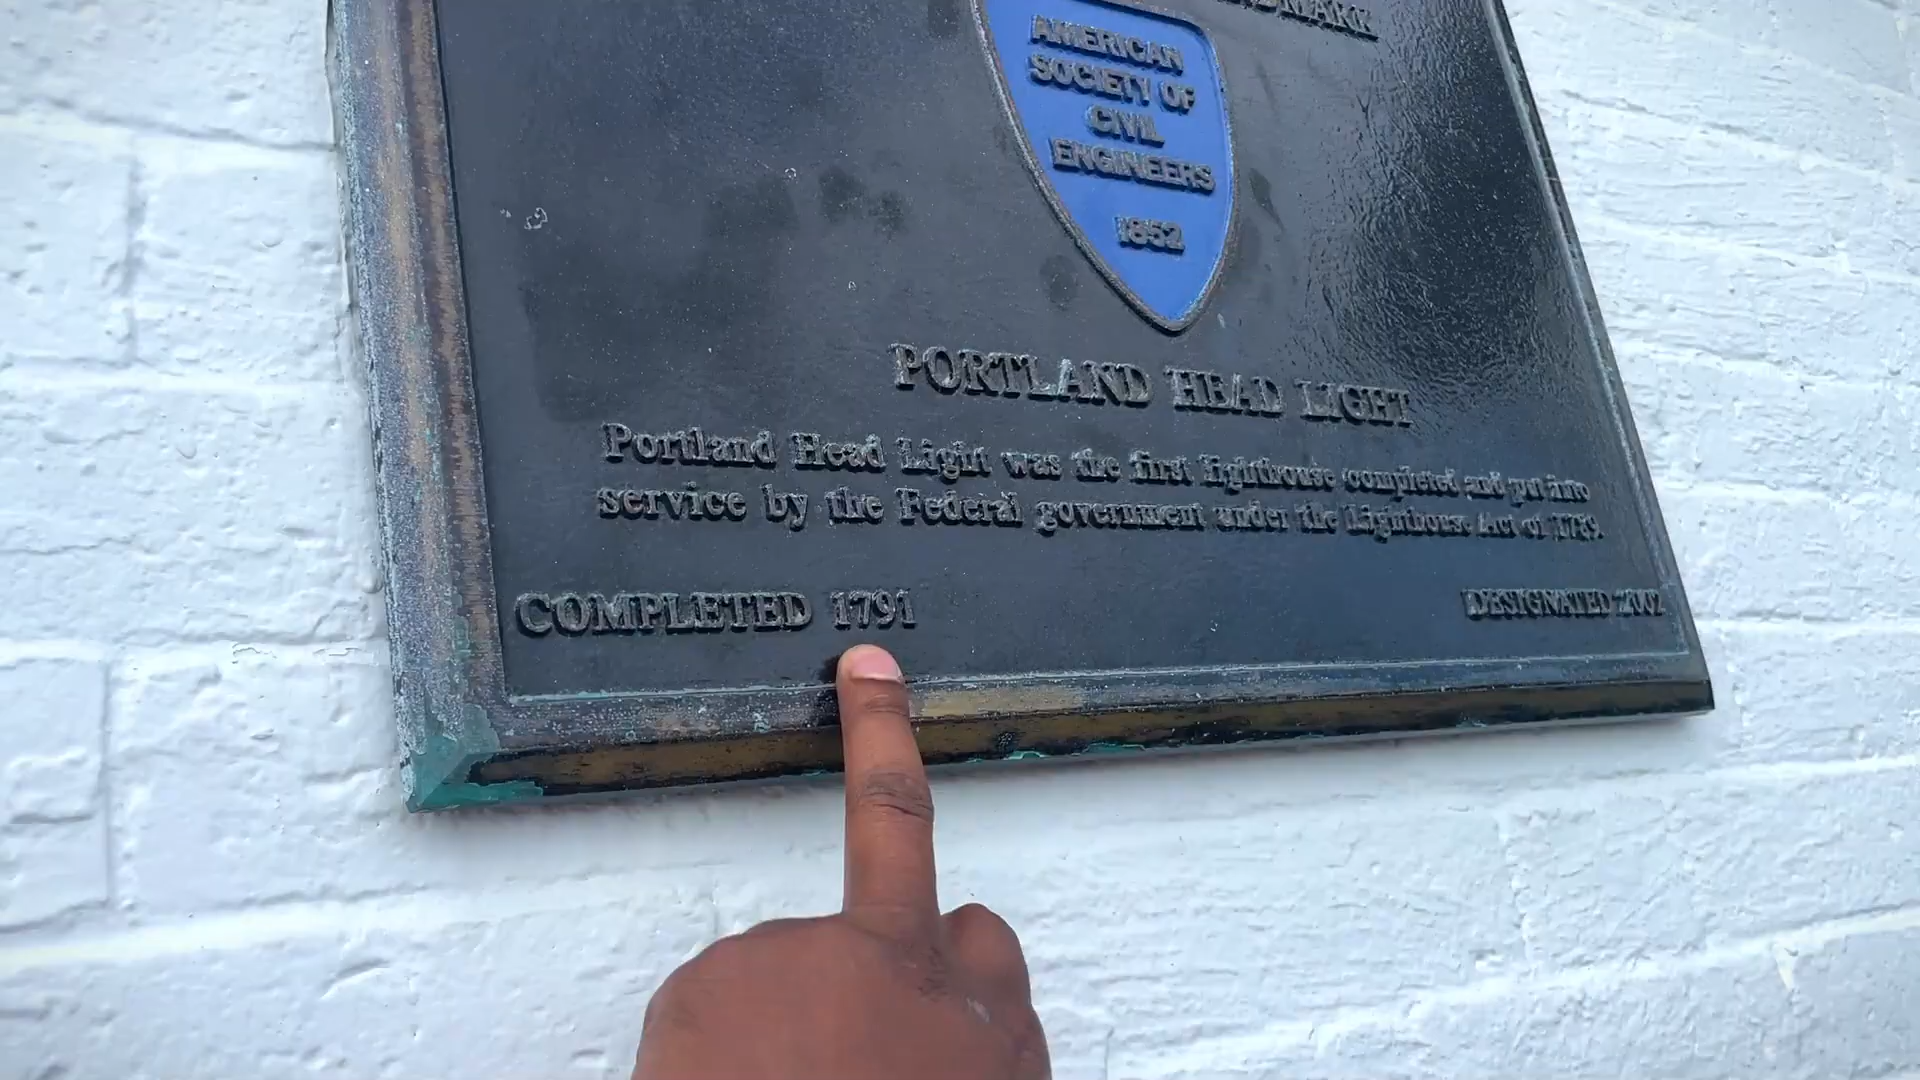 AMERICAN
SOCIETY OF
CIVIL
ENGINEERS
1852
PORTLAND HEAD LIGHT
Portland Head Light was the first lighthouse completed and put into
service by the Federal government under the Lighthouse Act of 1789.
COMPLETED 1791
DESIGNATED 2002